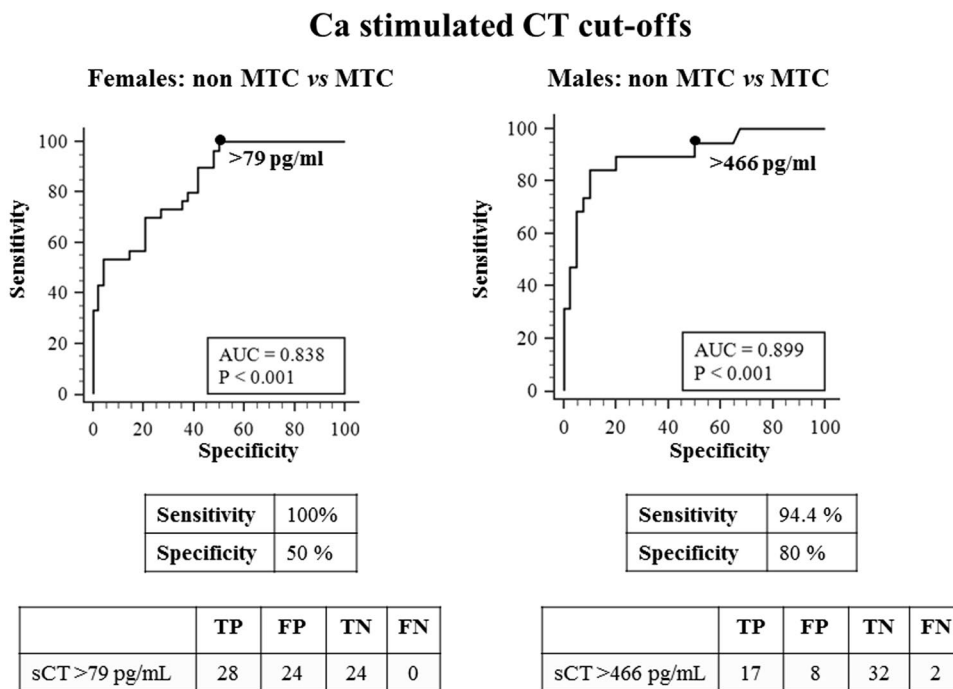 Ca stimulated CT cut-offs
Females: non MTC vs MTC
100
80
60
40
20
0
Sensitivity
>79 pg/ml
AUC = 0.838
P < 0.001
0 20 40 60 80 100
Specificity
Sensitivity 100%
Specificity 50 %
TP FP TN FN
sCT >79 pg/mL 28 24 24 0
Males: non MTC vs MTC
100
80
60
40
20
0
Sensitivity
>466 pg/ml
AUC = 0.899
P < 0.001
0 20 40 60 80 100
Specificity
Sensitivity 94.4 %
Specificity 80 %
TP FP TN FN
sCT >466 pg/mL 17 8 32 2